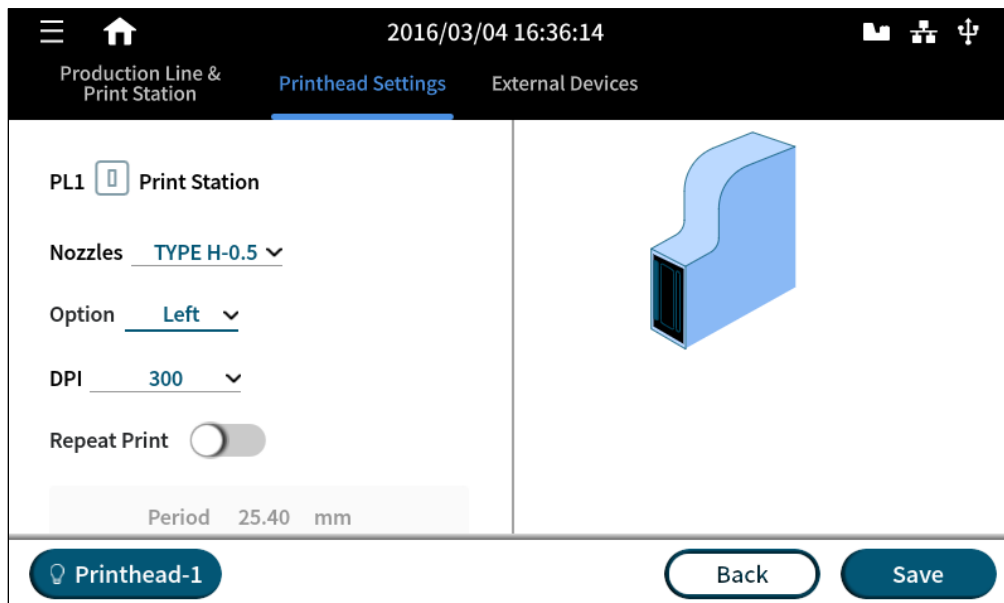 2016/03/04 16:36:14
Production Line &
Print Station
Printhead Settings
External Devices
PL1 Print Station
Nozzles TYPE H-0.5
Option Left
DPI 300
Repeat Print
Period 25.40 mm
Printhead-1
Back
Save